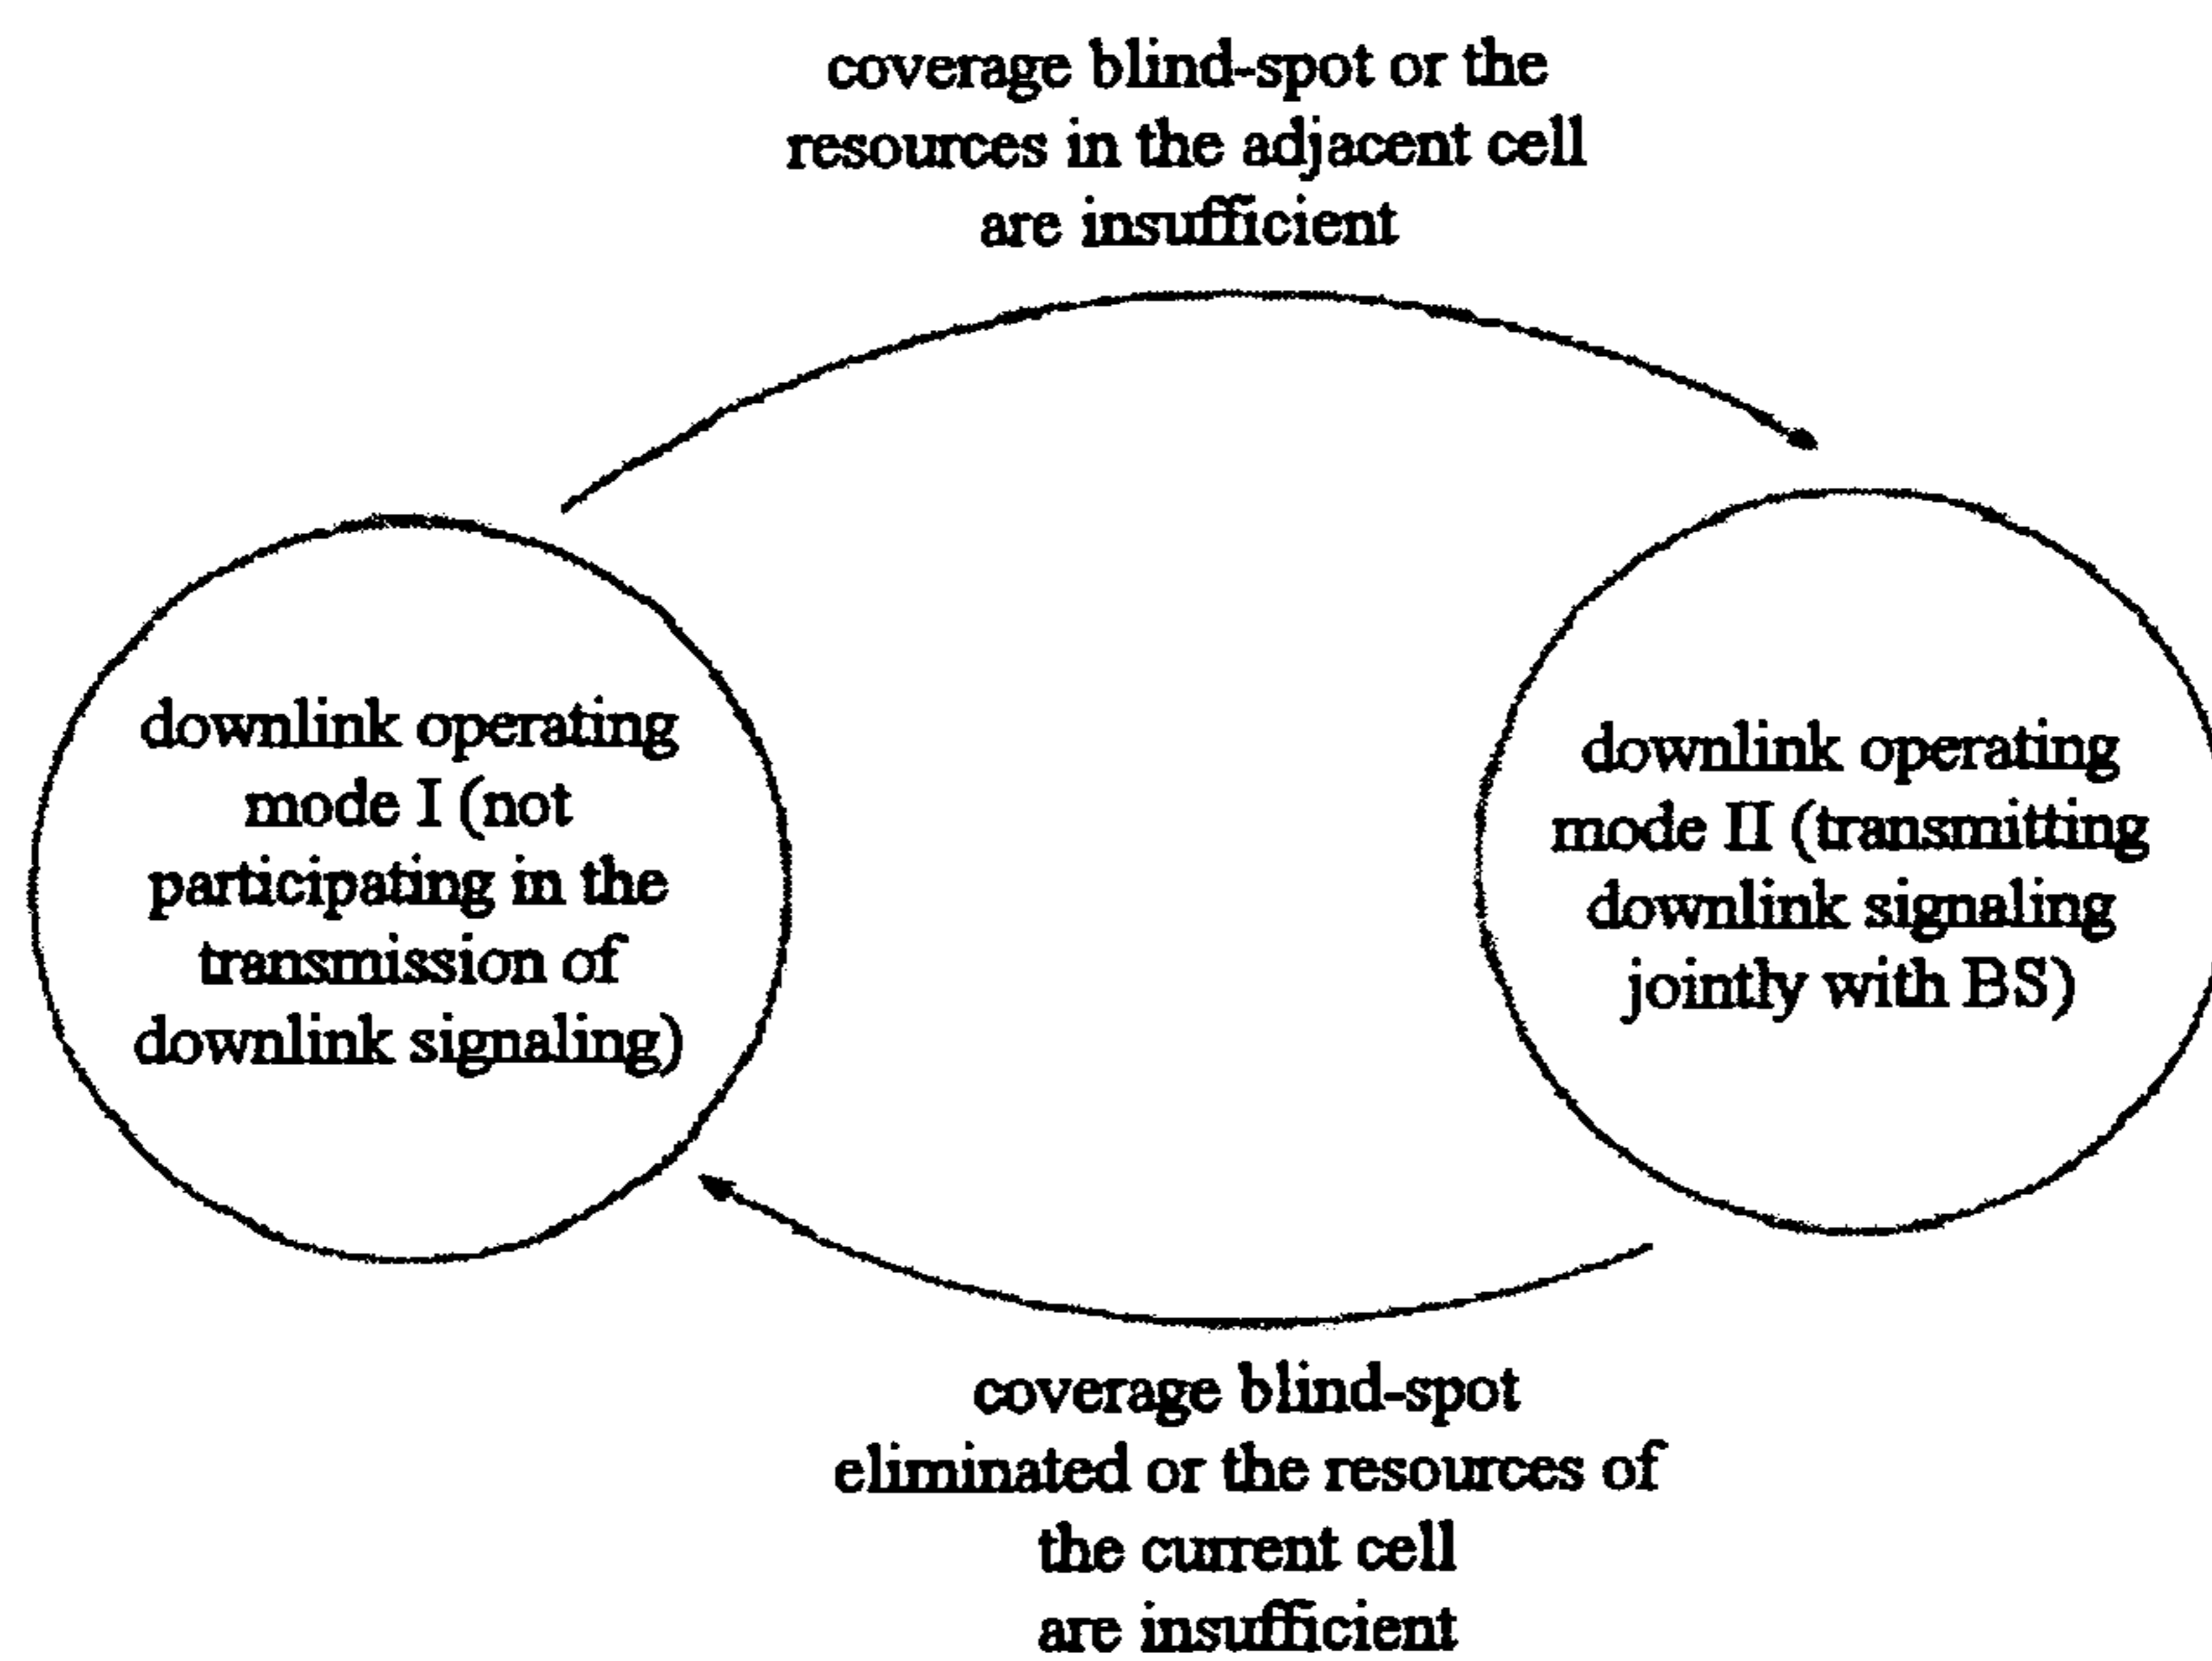 coverage blind-spot or the
resources in the adjacent cell
are insufficient
downlink operating
mode I (not
participating in the
transmission of
downlink signaling)
downlink operating
mode II (transmitting
downlink signaling
jointly with BS)
coverage blind-spot
eliminated or the resources of
the current cell
are insufficient